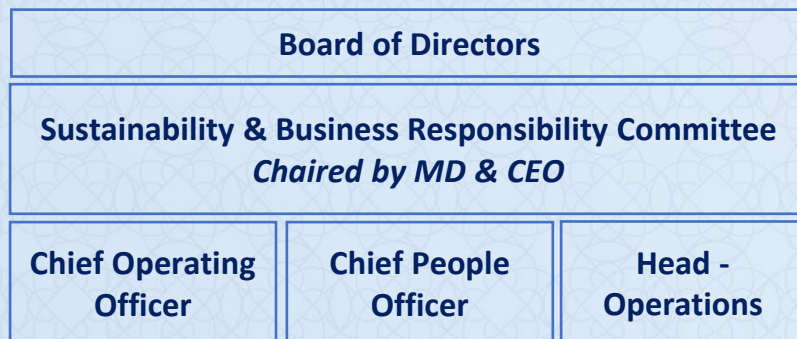 Board of Directors
Sustainability & Business Responsibility Committee
Chaired by MD & CEO
Chief Operating
Officer
Chief People
Officer
Head -
Operations